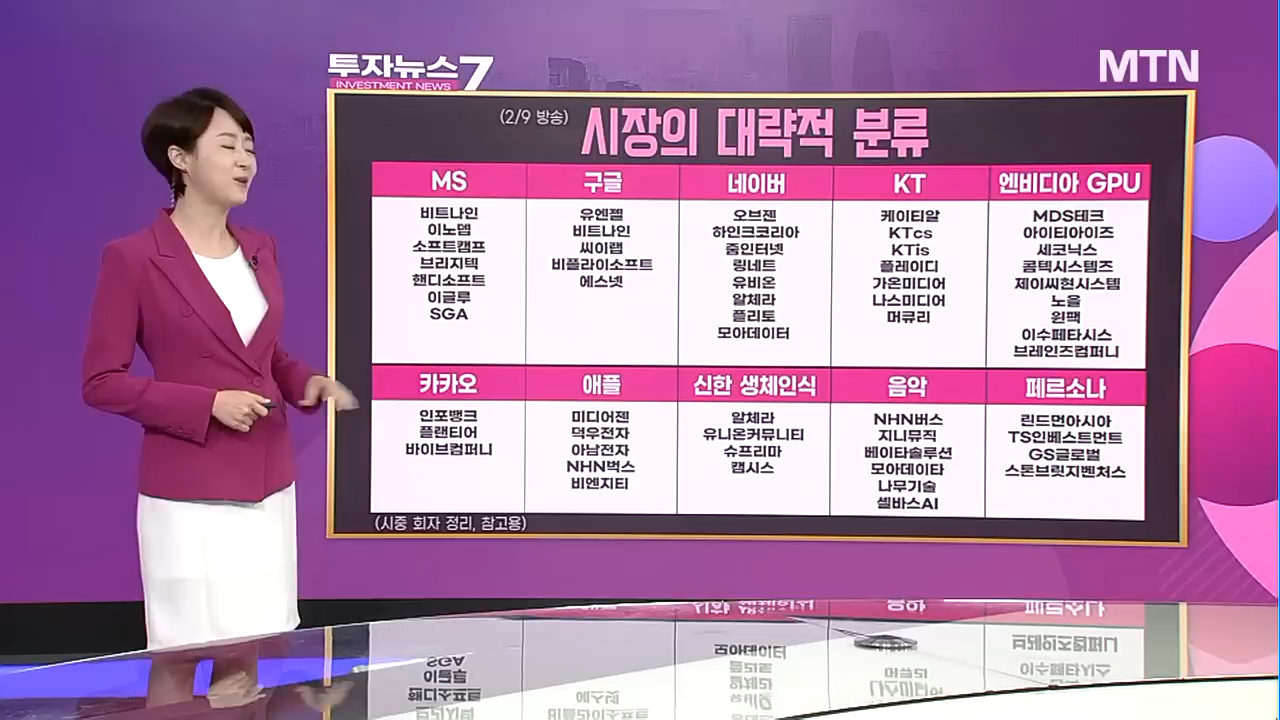 투자뉴스7
INVESTMENT NEWS
MTN
(2/9 방송) 시장의 대략적 분류
MS
비트나인
이노뎁
소프트캠프
브리지텍
핸디소프트
이글루
SGA
구글
유엔젤
비트나인
씨이랩
비플라이소프트
에스넷
네이버
오브젠
하인크코리아
줌인터넷
링네트
유비온
알체라
플리토
모아데이터
KT
케이티알
KTcs
KTis
플레이디
가온미디어
나스미디어
머큐리
엔비디아 GPU
MDS테크
아이티아이즈
세코닉스
콤텍시스템즈
제이씨현시스템
노을
윈팩
이수페타시스
브레인즈컴퍼니
카카오
인포뱅크
플랜티어
바이브컴퍼니
애플
미디어젠
덕우전자
아남전자
NHN벅스
비엔지티
신한 생체인식
알체라
유니온커뮤니티
슈프리마
캠시스
음악
NHN버스
지니뮤직
베이타솔루션
모아데이타
나무기술
셀바스AI
페르소나
린드먼아시아
TS인베스트먼트
GS글로벌
스톤브릿지벤처스
(시중 회자 정리, 참고용)